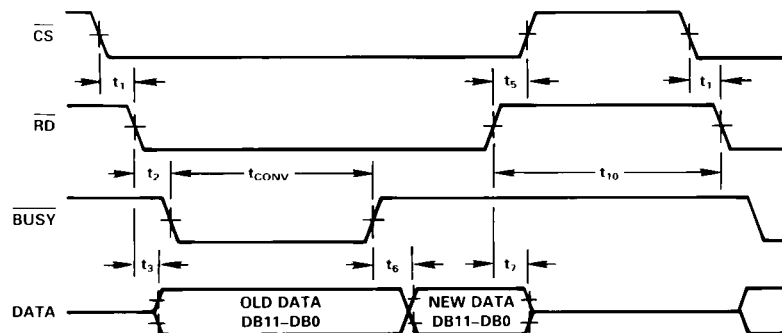 CS
t1 t5 t1
RD
t2 tCONV t10
BUSY
t3 t6 t7
DATA OLD DATA DB11–DB0 NEW DATA DB11–DB0